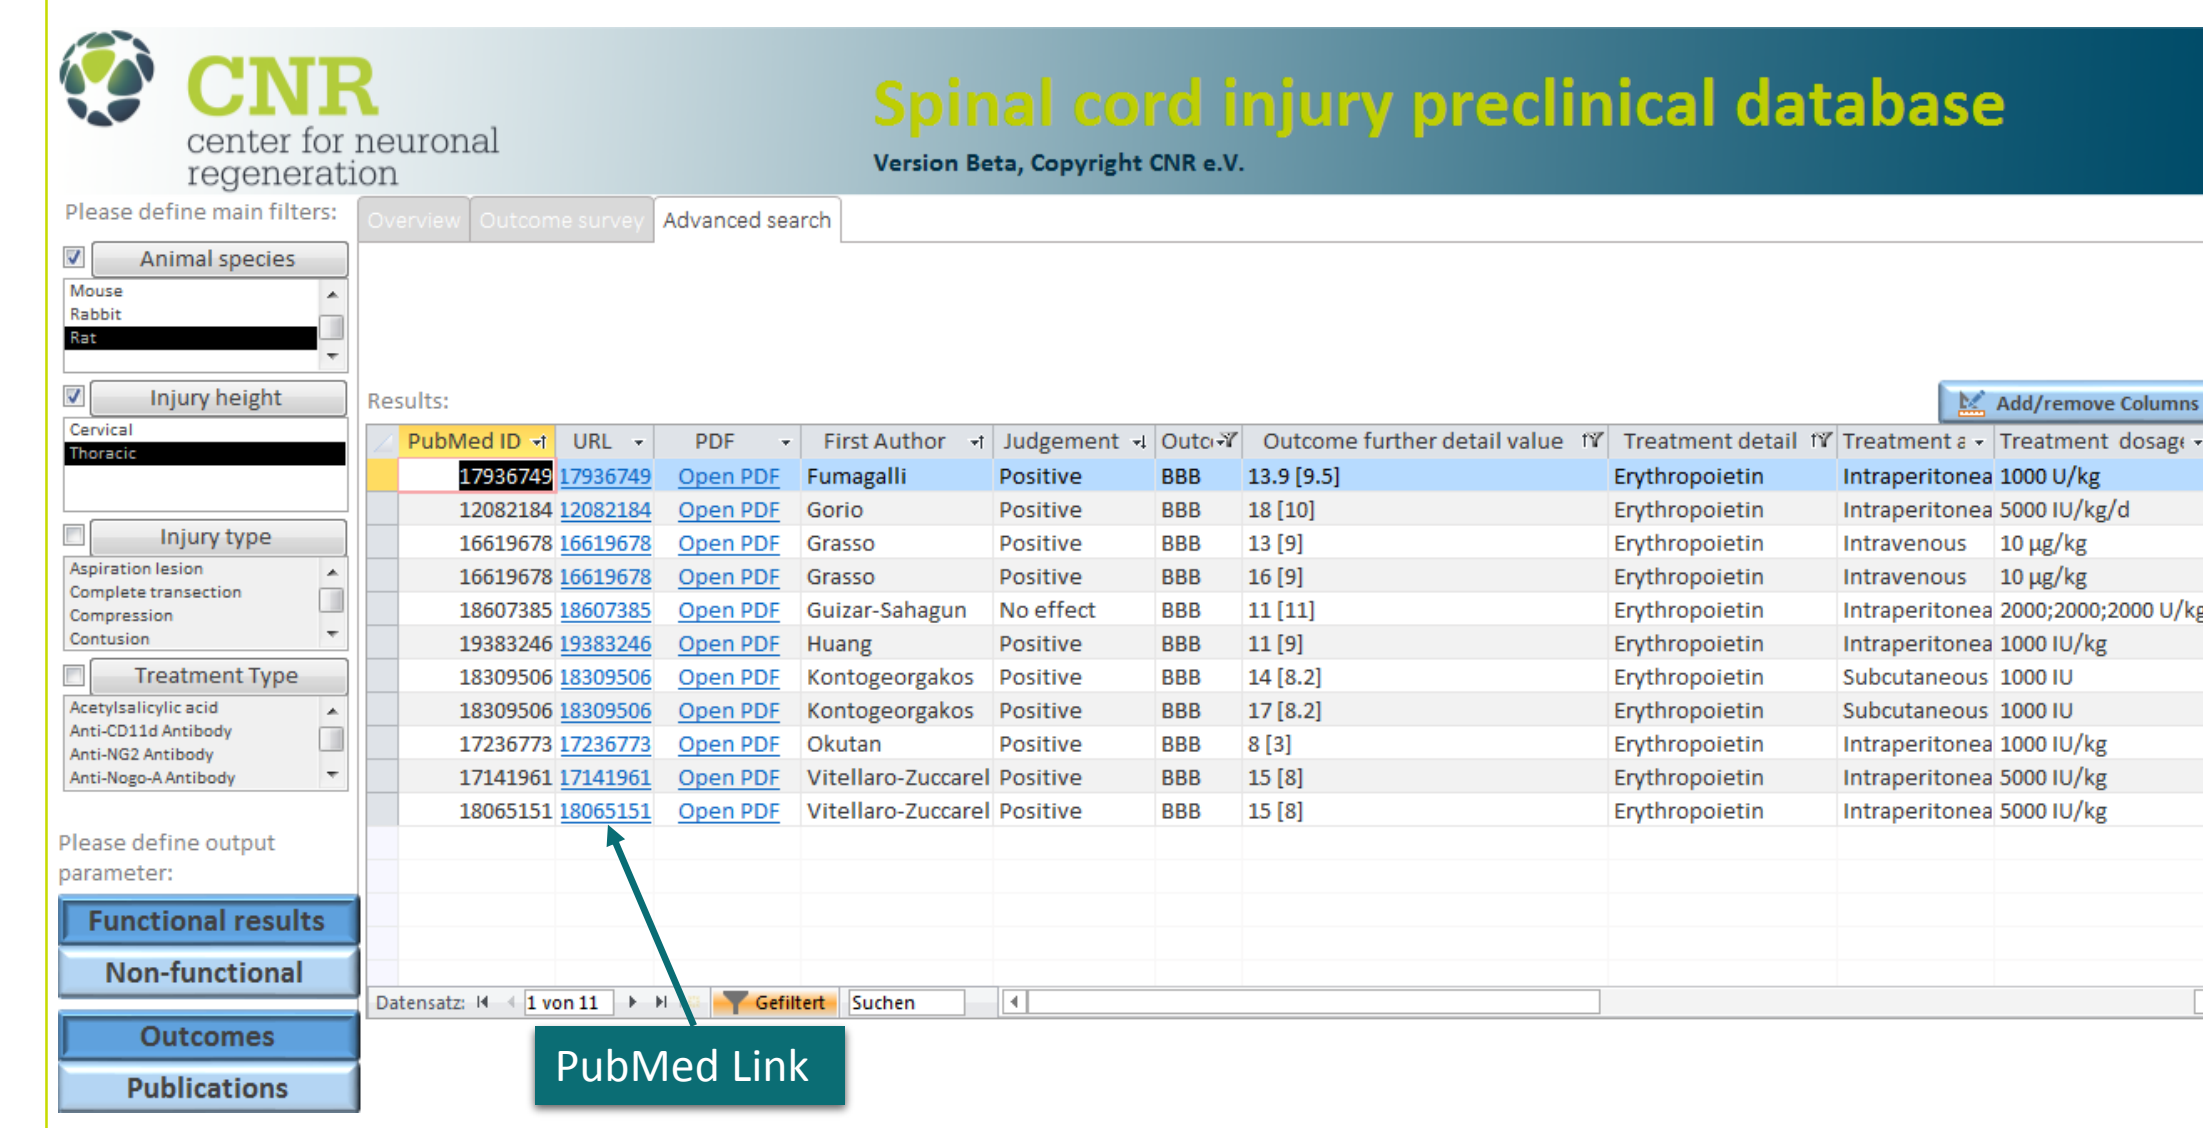 CNR
center for neuronal
regeneration
Spinal cord injury preclinical database
Version Beta, Copyright CNR e.V.
Please define main filters:
Overview Outcome survey Advanced search
Animal species
Mouse
Rabbit
Rat
Injury height
Cervical
Thoracic
Injury type
Aspiration lesion
Complete transection
Compression
Contusion
Treatment Type
Acetylsalicylic acid
Anti-CD11d Antibody
Anti-NG2 Antibody
Anti-Nogo-A Antibody
Please define output
parameter:
Functional results
Non-functional
Outcomes
Publications
Results:
Add/remove Columns
PubMed ID URL PDF First Author Judgement Outc Outcome further detail value Treatment detail Treatment a Treatment dosage
17936749 17936749 Open PDF Fumagalli Positive BBB 13.9 [9.5] Erythropoietin Intraperitonea 1000 U/kg
12082184 12082184 Open PDF Gorio Positive BBB 18 [10] Erythropoietin Intraperitonea 5000 IU/kg/d
16619678 16619678 Open PDF Grasso Positive BBB 13 [9] Erythropoietin Intravenous 10 µg/kg
16619678 16619678 Open PDF Grasso Positive BBB 16 [9] Erythropoietin Intravenous 10 µg/kg
18607385 18607385 Open PDF Guizar-Sahagun No effect BBB 11 [11] Erythropoietin Intraperitonea 2000;2000;2000 U/kg
19383246 19383246 Open PDF Huang Positive BBB 11 [9] Erythropoietin Intraperitonea 1000 IU/kg
18309506 18309506 Open PDF Kontogeorgakos Positive BBB 14 [8.2] Erythropoietin Subcutaneous 1000 IU
18309506 18309506 Open PDF Kontogeorgakos Positive BBB 17 [8.2] Erythropoietin Subcutaneous 1000 IU
17236773 17236773 Open PDF Okutan Positive BBB 8 [3] Erythropoietin Intraperitonea 1000 IU/kg
17141961 17141961 Open PDF Vitellaro-Zuccarel Positive BBB 15 [8] Erythropoietin Intraperitonea 5000 IU/kg
18065151 18065151 Open PDF Vitellaro-Zuccarel Positive BBB 15 [8] Erythropoietin Intraperitonea 5000 IU/kg
Datensatz: 1 von 11 Gefiltert Suchen
PubMed Link